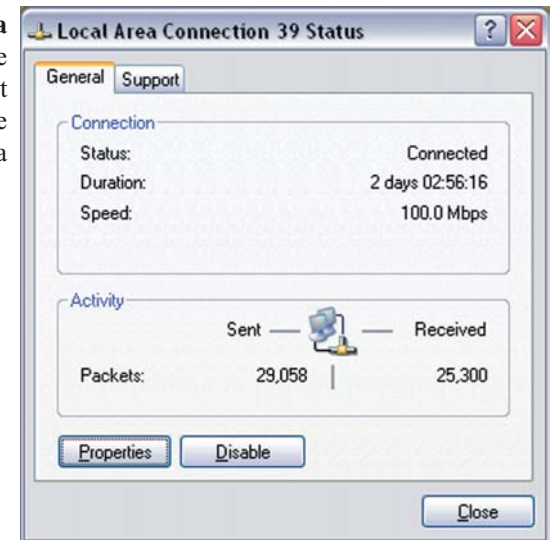 a
e
t
e
a
Local Area Connection 39 Status
General Support
Connection
Status: Connected
Duration: 2 days 02:56:16
Speed: 100.0 Mbps
Activity
Sent — Received
Packets: 29,058 | 25,300
Properties Disable
Close